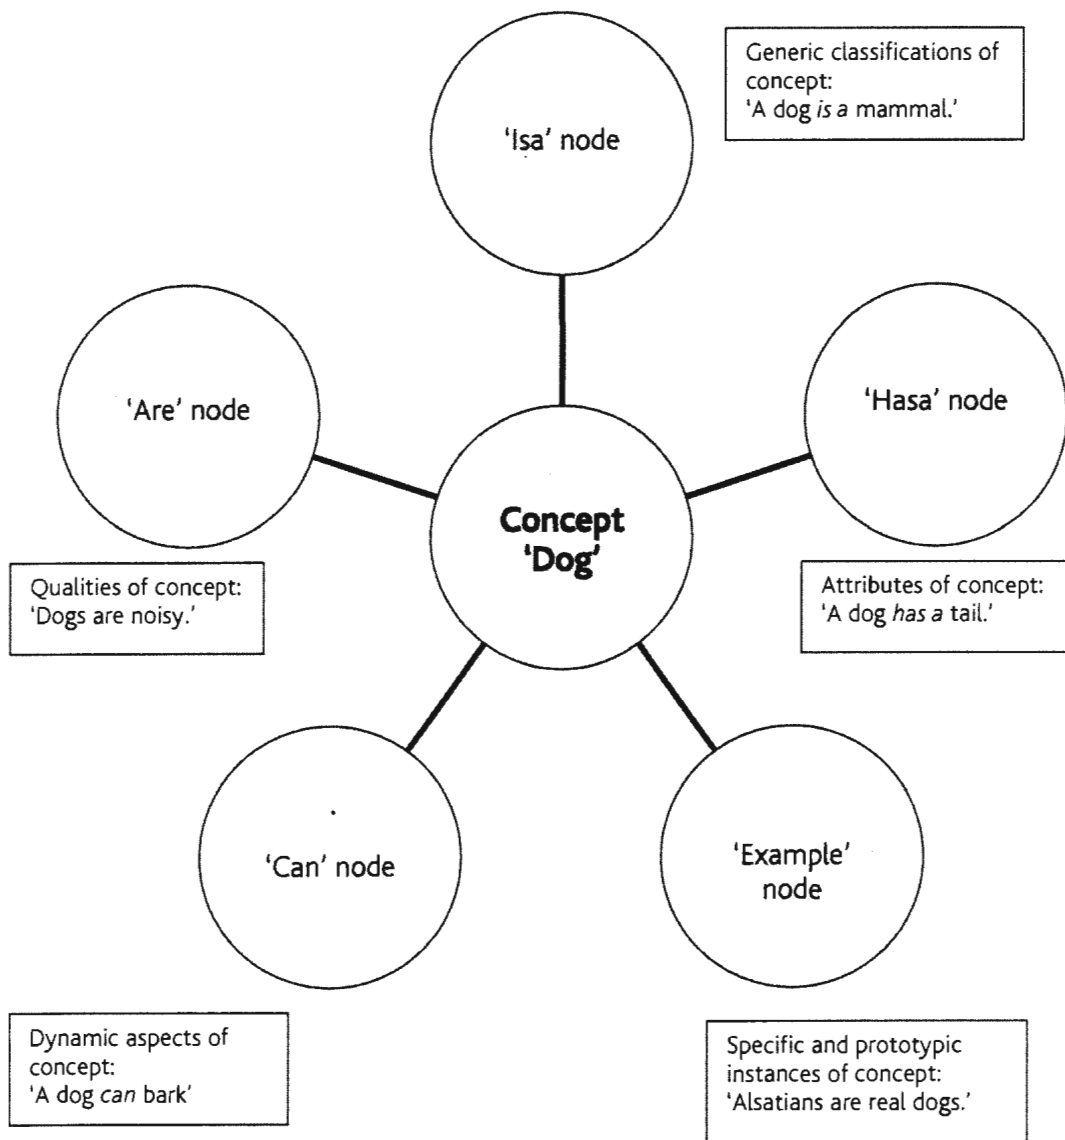 Generic classifications of
concept:
'A dog is a mammal.'
'Isa' node
'Are' node
'Hasa' node
Concept
'Dog'
Qualities of concept:
'Dogs are noisy.'
Attributes of concept:
'A dog has a tail.'
'Can' node
'Example'
node
Dynamic aspects of
concept:
'A dog can bark'
Specific and prototypic
instances of concept:
'Alsatians are real dogs.'